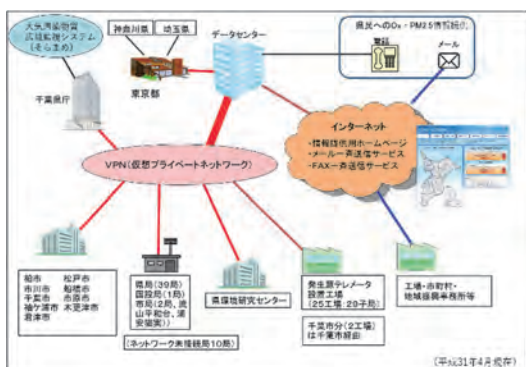 大気汚染物質
広域監視システム
(そらまめ)
神奈川県
埼玉県
データセンター
県民へのOx・PM2.5情報提供
電話
メール
東京都
千葉県庁
インターネット
・情報提供用ホームページ
・メール一斉送信サービス
・FAX一斉送信サービス
VPN(仮想プライベートネットワーク)
柏市 松戸市
市川市 船橋市
千葉市 市原市
袖ケ浦市 木更津市
君津市
県局(39局)
国設局(1局)
市局(2局、流
山平和台、浦
安猫実))
(ネットワーク未接続局10局)
県環境研究センター
発生源テレメータ
設置工場
(25工場:29子局)
千葉市分(2工場)
は千葉市経由
工場・市町村・
地域振興事務所等
(平成31年4月現在)